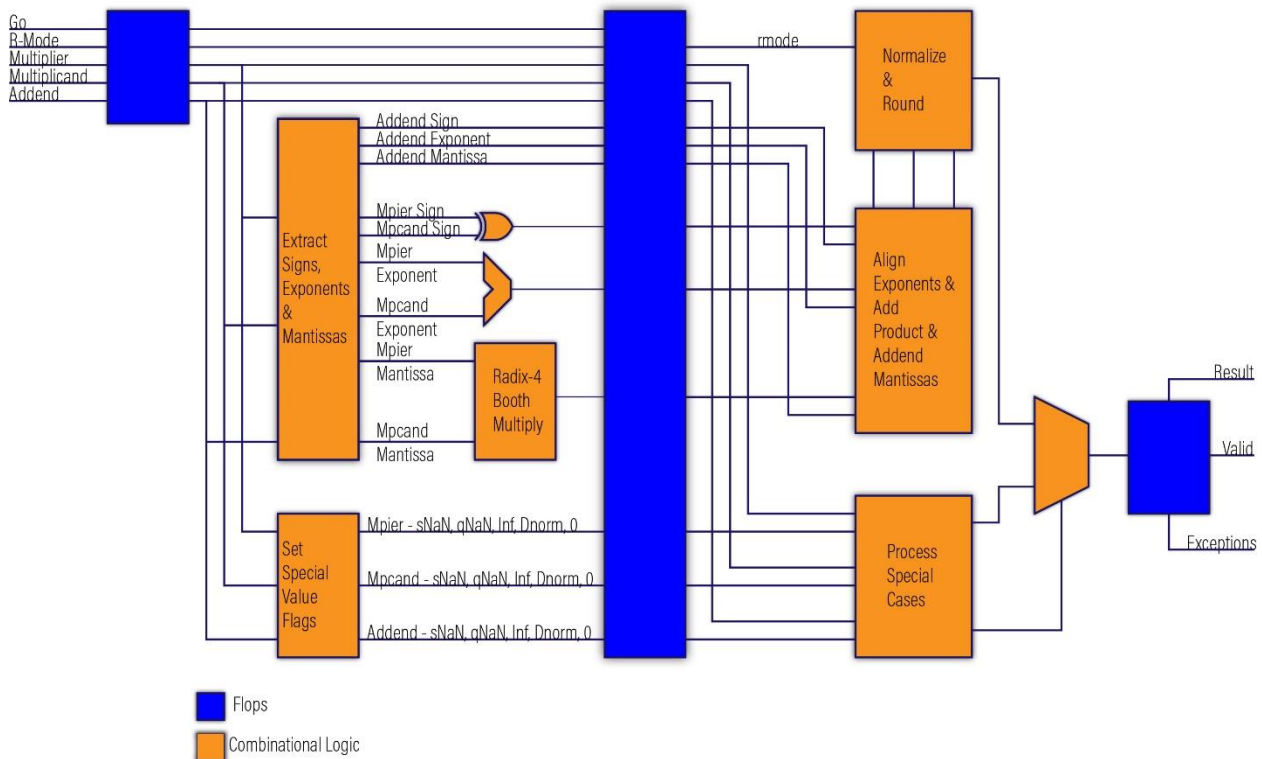 Go
R-Mode
Multiplier
Multiplicand
Addend
rmode
Normalize
&
Round
Addend Sign
Addend Exponent
Addend Mantissa
Mpier Sign
Mpcand Sign
Mpier
Exponent
Mpcand
Exponent
Mpier
Mantissa
Mpcand
Mantissa
Extract
Signs,
Exponents
&
Mantissas
Radix-4
Booth
Multiply
Align
Exponents &
Add
Product &
Addend
Mantissas
Result
Valid
Exceptions
Set
Special
Value
Flags
Mpier - sNaN, qNaN, Inf, Dnorm, 0
Mpcand - sNaN, qNaN, Inf, Dnorm, 0
Addend - sNaN, qNaN, Inf, Dnorm, 0
Process
Special
Cases
Flops
Combinational Logic